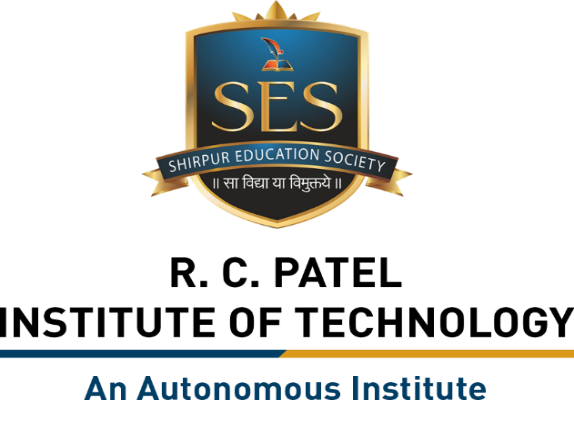 SES
SHIRPUR EDUCATION SOCIETY
॥ सा विद्या या विमुक्तये ॥
R. C. PATEL
INSTITUTE OF TECHNOLOGY
An Autonomous Institute